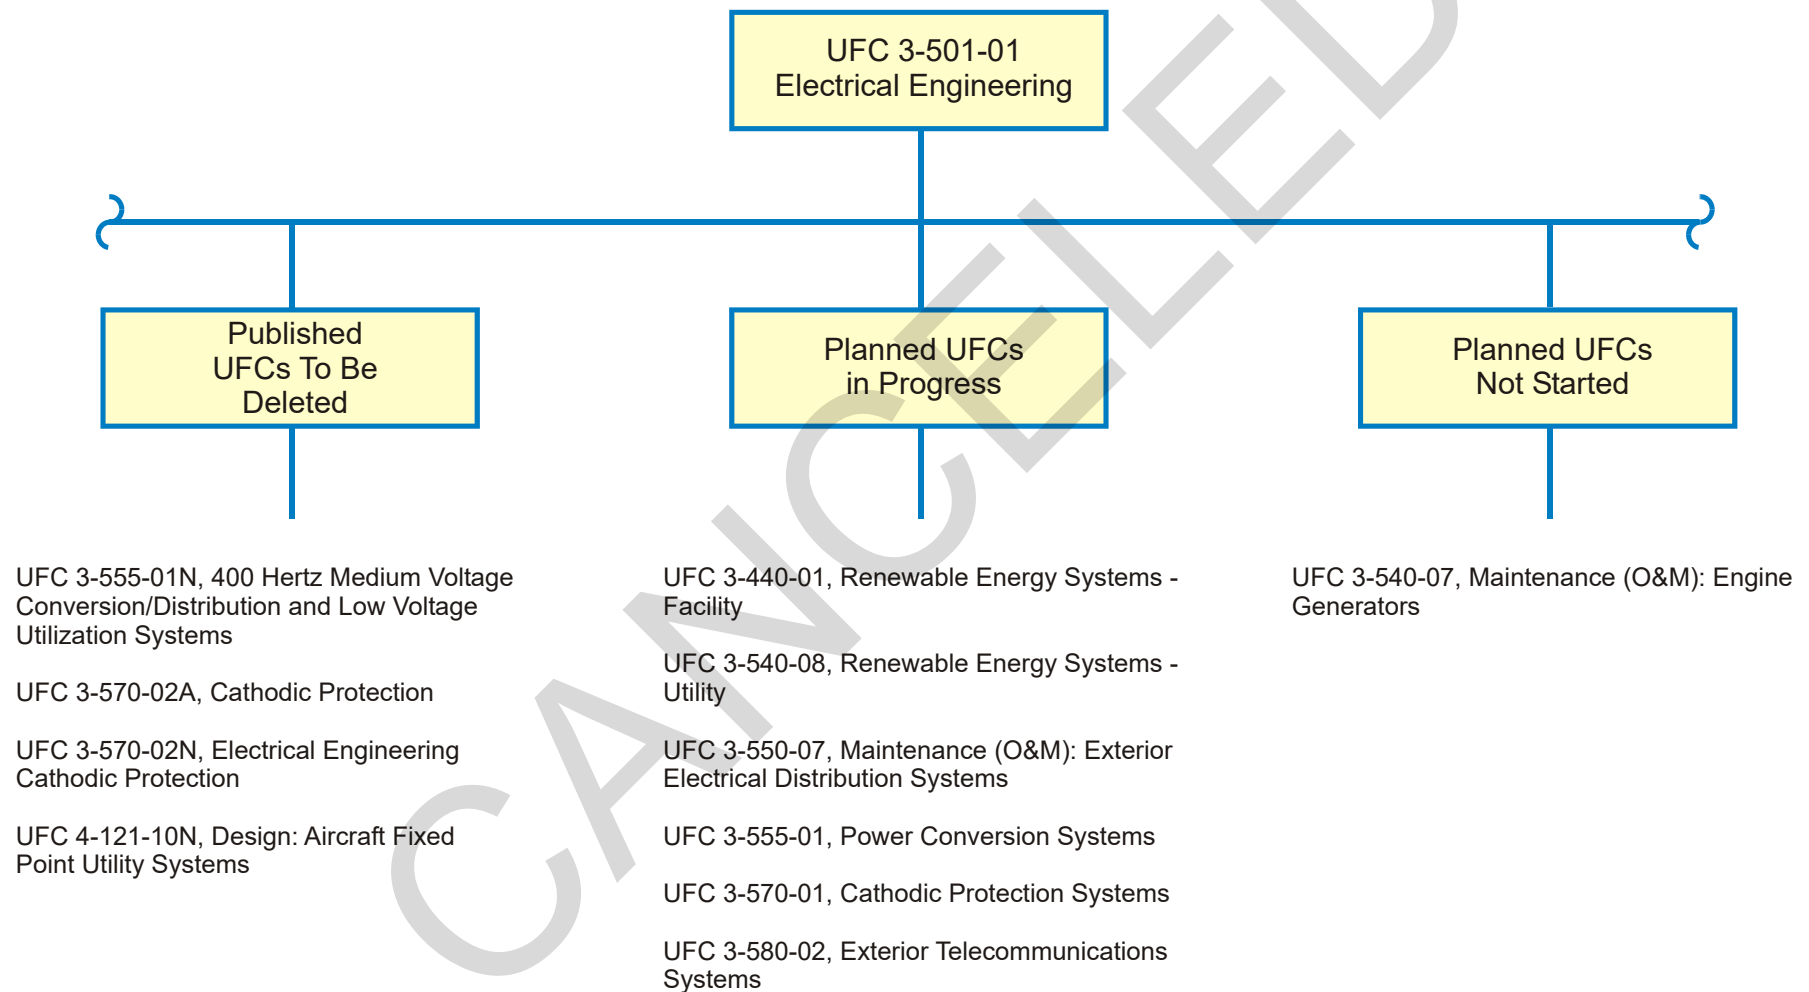 UFC 3-501-01
Electrical Engineering
Published
UFCs To Be
Deleted
Planned UFCs
in Progress
Planned UFCs
Not Started
UFC 3-555-01N, 400 Hertz Medium Voltage
Conversion/Distribution and Low Voltage
Utilization Systems
UFC 3-570-02A, Cathodic Protection
UFC 3-570-02N, Electrical Engineering
Cathodic Protection
UFC 4-121-10N, Design: Aircraft Fixed
Point Utility Systems
UFC 3-440-01, Renewable Energy Systems -
Facility
UFC 3-540-08, Renewable Energy Systems -
Utility
UFC 3-550-07, Maintenance (O&M): Exterior
Electrical Distribution Systems
UFC 3-555-01, Power Conversion Systems
UFC 3-570-01, Cathodic Protection Systems
UFC 3-580-02, Exterior Telecommunications
Systems
UFC 3-540-07, Maintenance (O&M): Engine
Generators
CANCELED